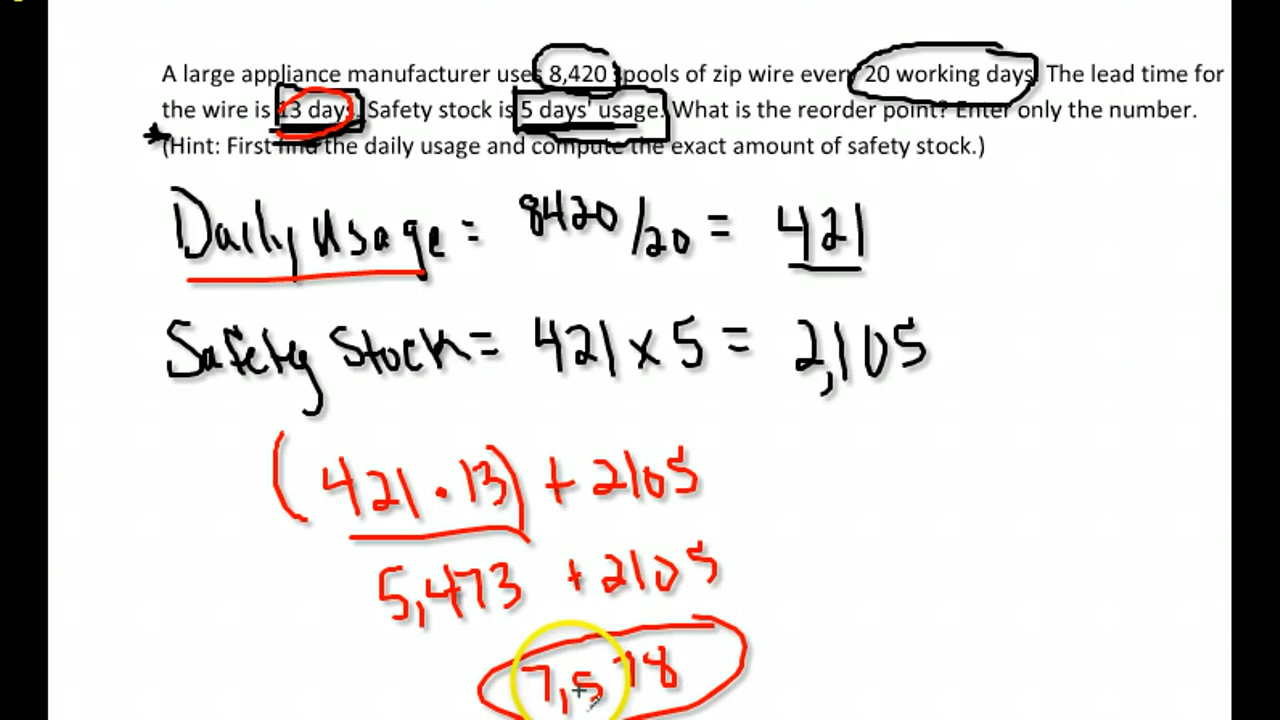 A large appliance manufacturer uses 8,420 spools of zip wire every 20 working days. The lead time for
the wire is 13 days. Safety stock is 5 days' usage. What is the reorder point? Enter only the number.
(Hint: First find the daily usage and compute the exact amount of safety stock.)
Daily Usage = 8420/20 = 421
Safety Stock = 421 x 5 = 2,105
(421 · 13) + 2105
5,473 + 2105
7,578